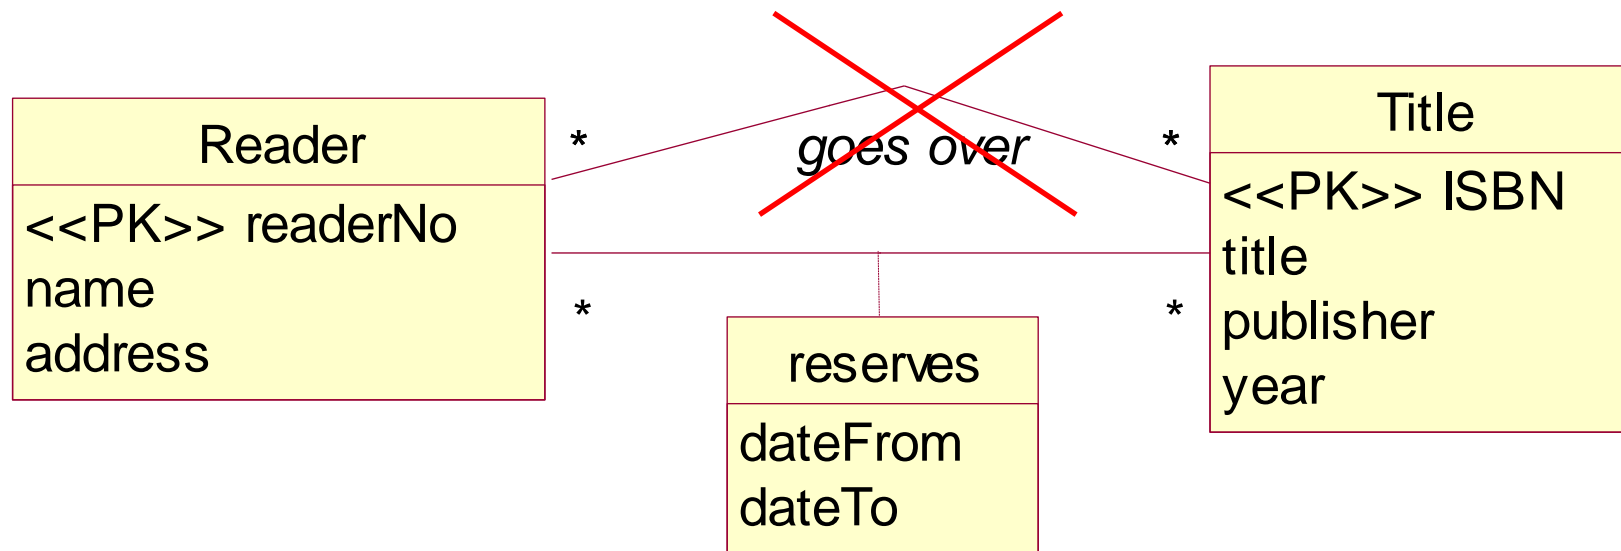 Reader
<<PK>> readerNo
name
address
*
goes over
*
*
*
reserves
dateFrom
dateTo
Title
<<PK>> ISBN
title
publisher
year